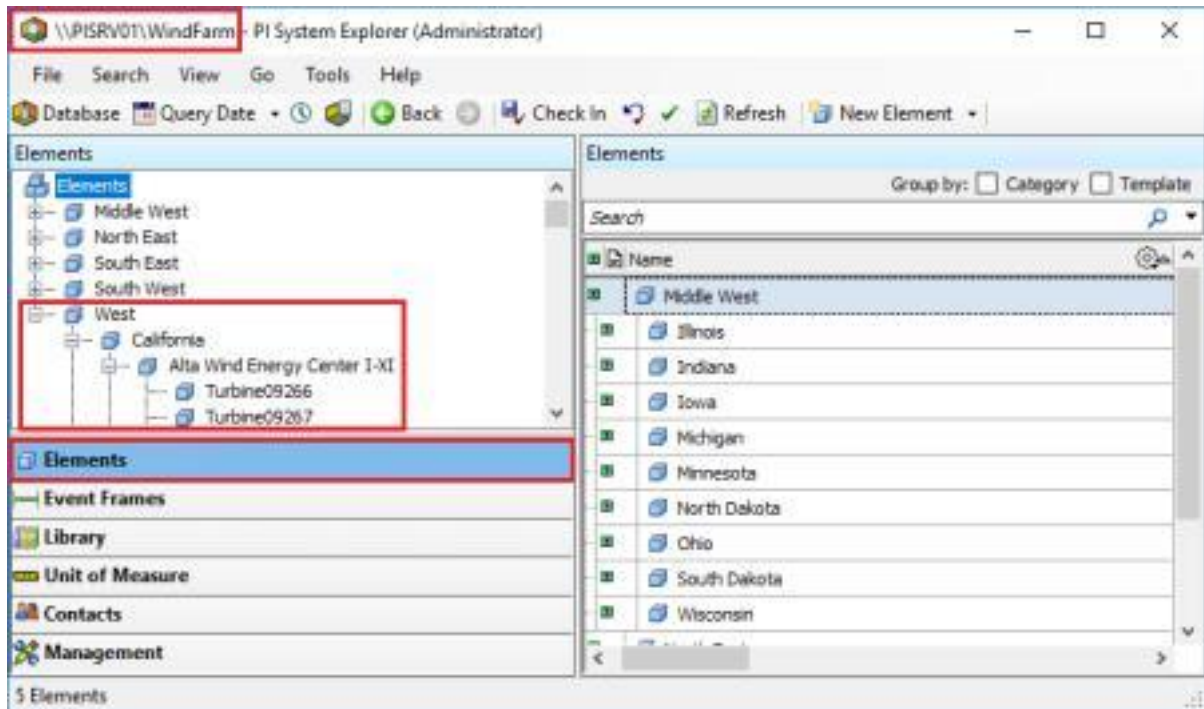 \\PISRV01\WindFarm - PI System Explorer (Administrator)
File Search View Go Tools Help
Database Query Date Back Check In Refresh New Element
Elements
Elements
Middle West
North East
South East
South West
West
California
Alta Wind Energy Center I-XI
Turbine09266
Turbine09267
Elements
Event Frames
Library
Unit of Measure
Contacts
Management
Elements
Group by: Category Template
Search
Name
Middle West
Illinois
Indiana
Iowa
Michigan
Minnesota
North Dakota
Ohio
South Dakota
Wisconsin
5 Elements